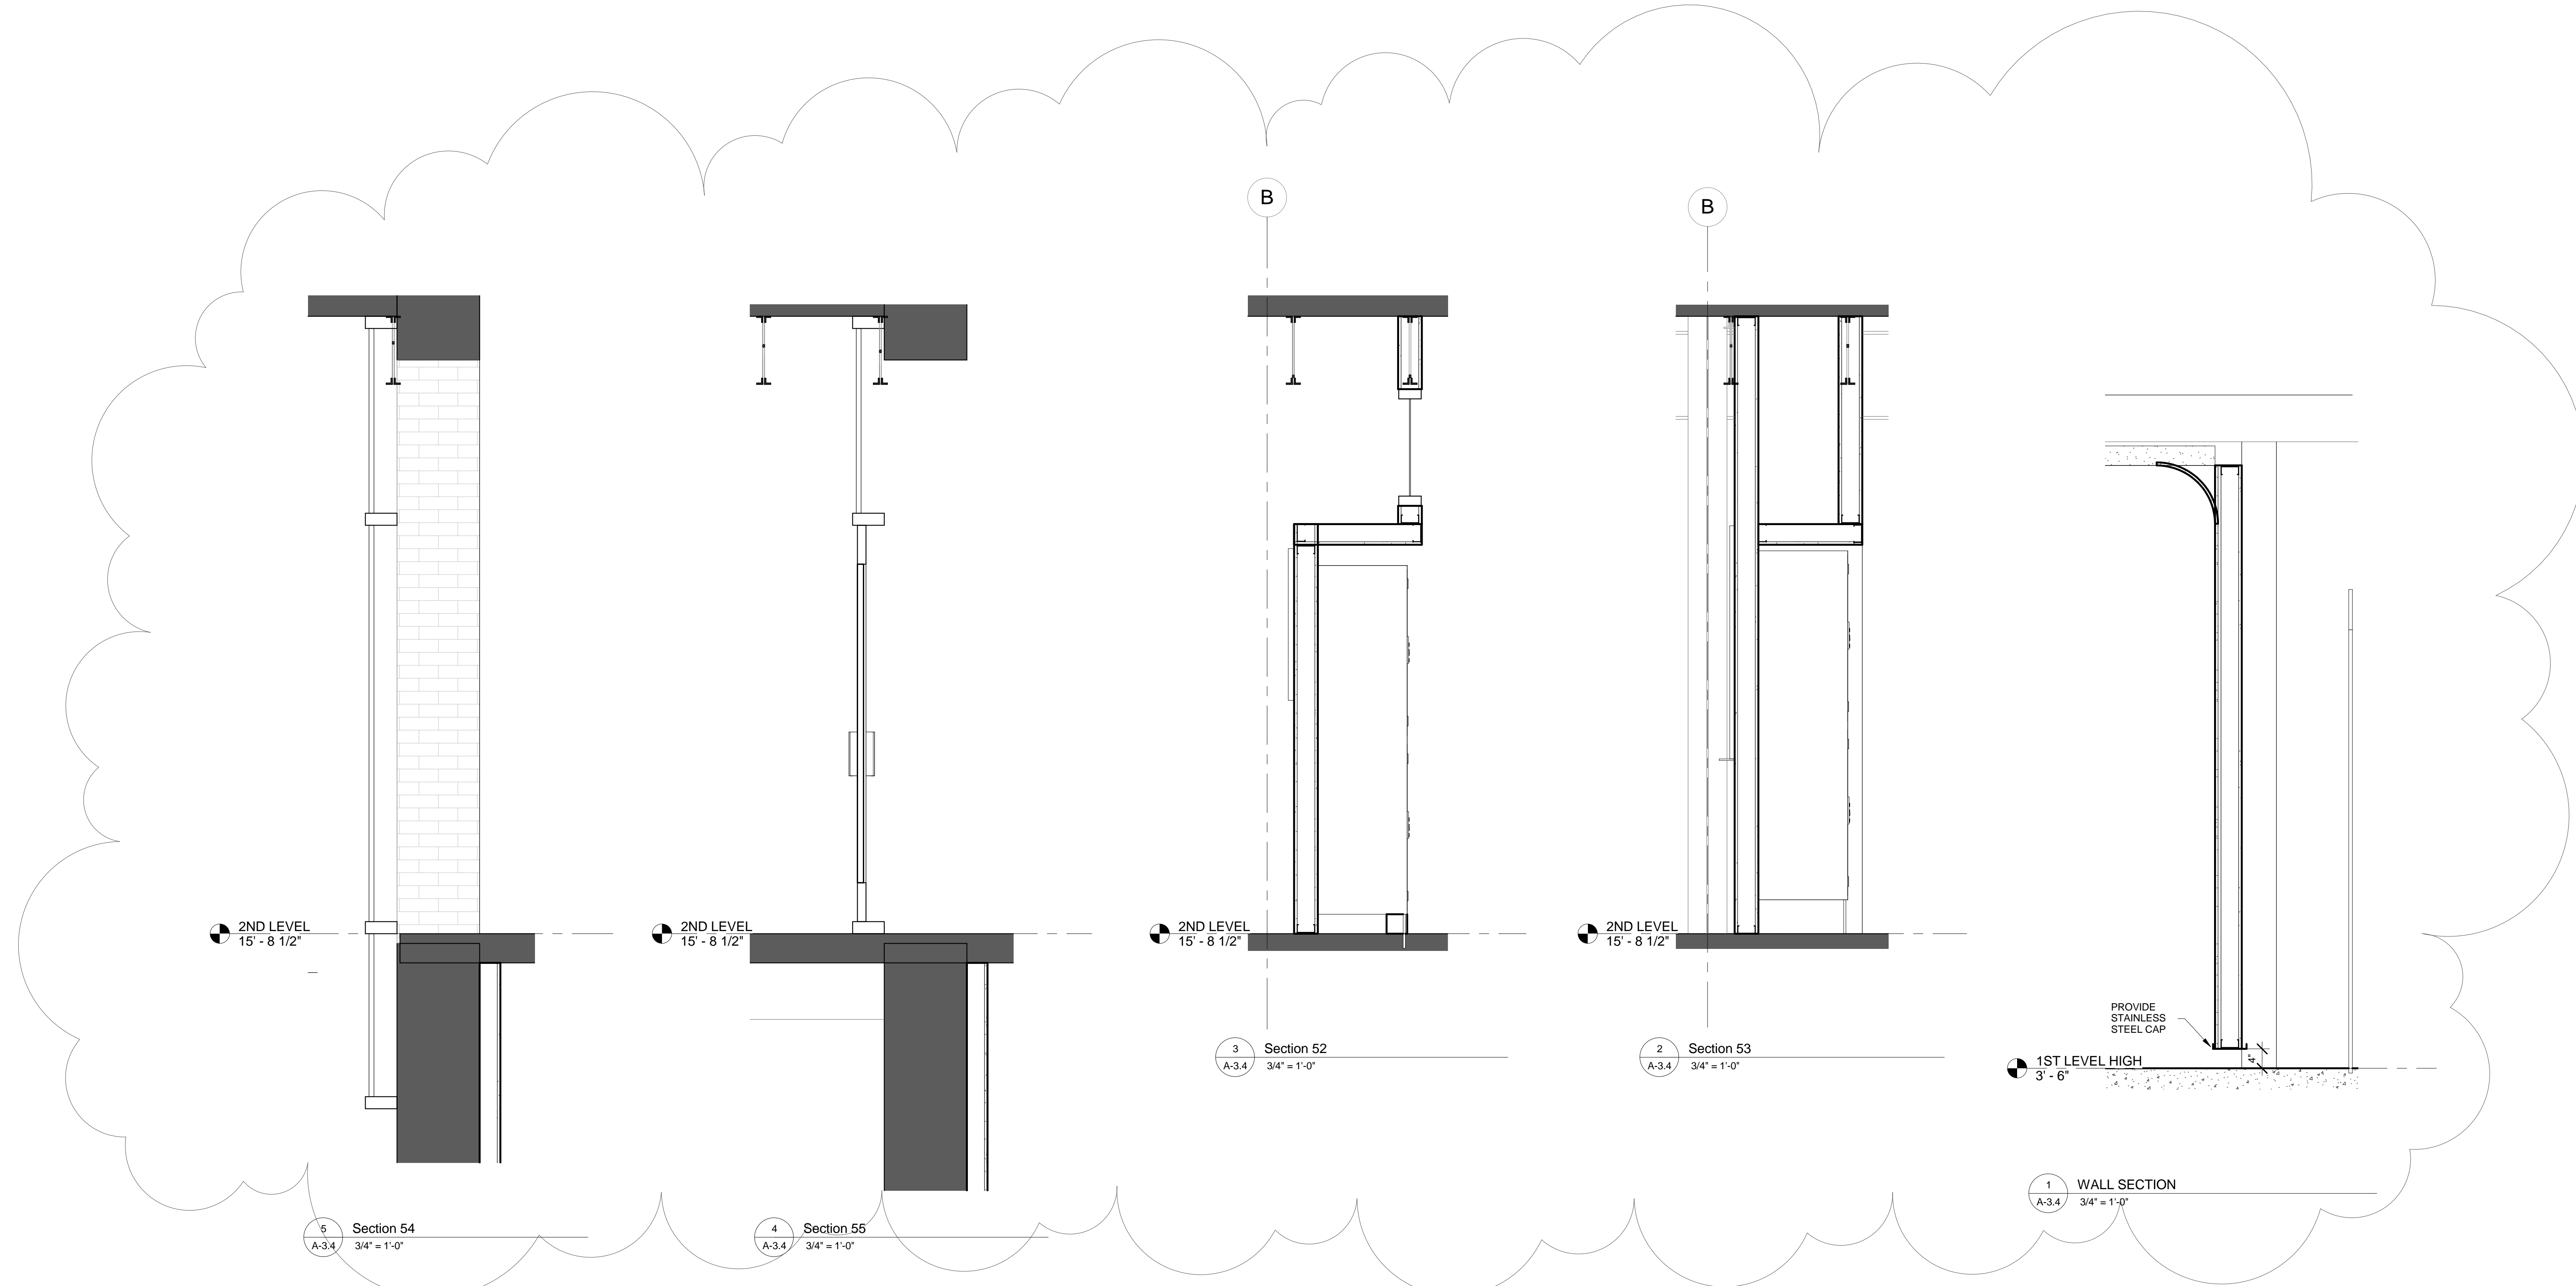 B
B
2ND LEVEL
15' - 8 1/2"
2ND LEVEL
15' - 8 1/2"
2ND LEVEL
15' - 8 1/2"
2ND LEVEL
15' - 8 1/2"
PROVIDE
STAINLESS
STEEL CAP
4"
1ST LEVEL HIGH
3' - 6"
3
A-3.4
Section 52
3/4" = 1'-0"
2
A-3.4
Section 53
3/4" = 1'-0"
1
A-3.4
WALL SECTION
3/4" = 1'-0"
5
A-3.4
Section 54
3/4" = 1'-0"
4
A-3.4
Section 55
3/4" = 1'-0"